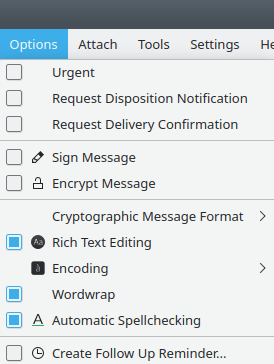 Options Attach Tools Settings
Urgent
Request Disposition Notification
Request Delivery Confirmation
Sign Message
Encrypt Message
Cryptographic Message Format
Aa Rich Text Editing
Encoding
Wordwrap
A Automatic Spellchecking
Create Follow Up Reminder...